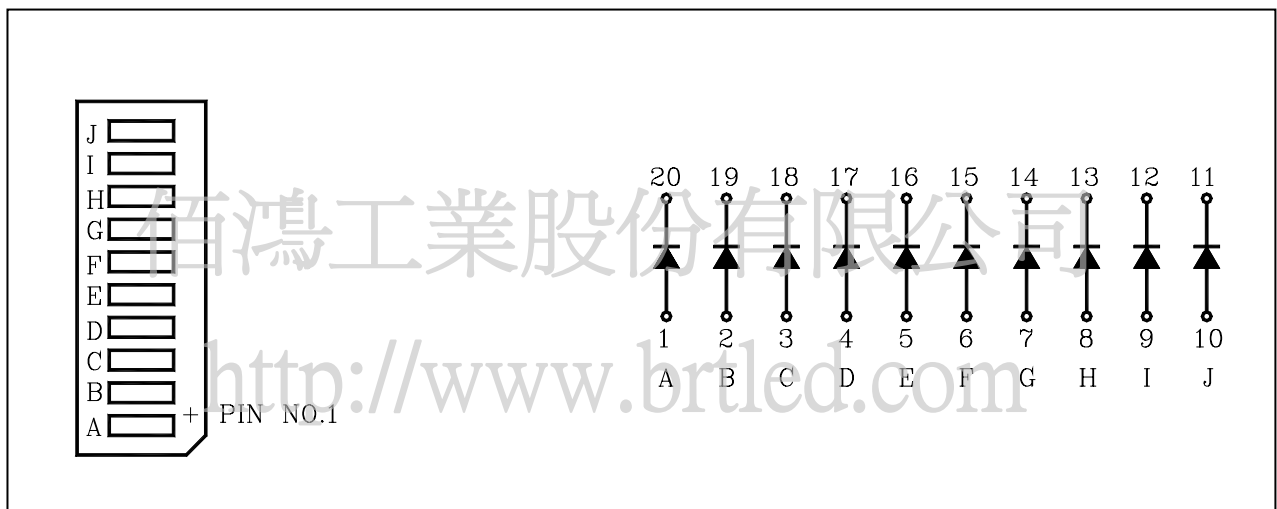 J
I
H
G
F
E
D
C
B
A
+ PIN NO.1
20 19 18 17 16 15 14 13 12 11
1 2 3 4 5 6 7 8 9 10
A B C D E F G H I J
佰鴻工業股份有限公司
http://www.brtled.com